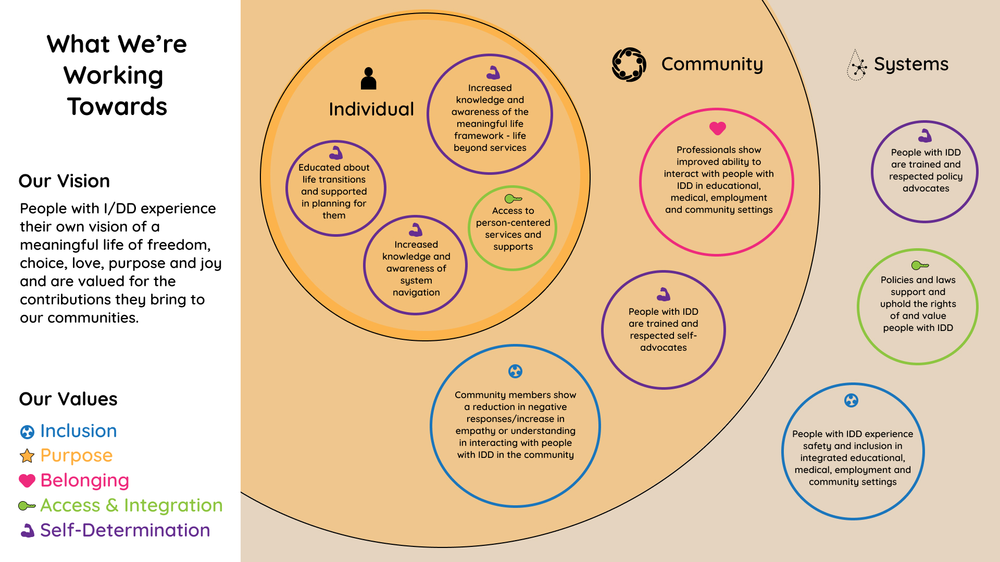 What We're
Working
Towards
Our Vision
People with I/DD experience
their own vision of a
meaningful life of freedom,
choice, love, purpose and joy
and are valued for the
contributions they bring to
our communities.
Our Values
Inclusion
Purpose
Belonging
Access & Integration
Self-Determination
Individual
Increased
knowledge and
awareness of the
meaningful life
framework - life
beyond services
Educated about
life transitions
and supported
in planning for
them
Access to
person-centered
services and
supports
Increased
knowledge and
awareness of
system
navigation
Community
Professionals show
improved ability to
interact with people with
IDD in educational,
medical, employment
and community settings
People with IDD
are trained and
respected self-
advocates
Community members show
a reduction in negative
responses/increase in
empathy or understanding
in interacting with people
with IDD in the community
Systems
People with IDD
are trained and
respected policy
advocates
Policies and laws
support and
uphold the rights
of and value
people with IDD
People with IDD experience
safety and inclusion in
integrated educational,
medical, employment and
community settings